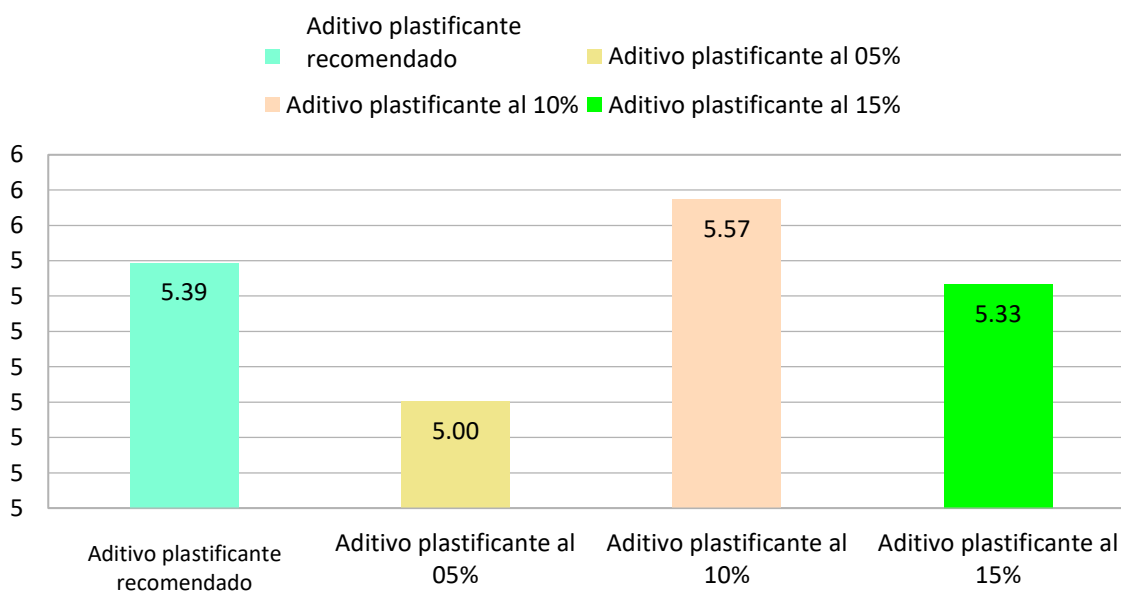 Aditivo plastificante
recomendado
Aditivo plastificante al 05%
Aditivo plastificante al 10%
Aditivo plastificante al 15%
6
6
6
5
5
5
5
5
5
5
5
5.39
5.00
5.57
5.33
Aditivo plastificante
recomendado
Aditivo plastificante al
05%
Aditivo plastificante al
10%
Aditivo plastificante al
15%